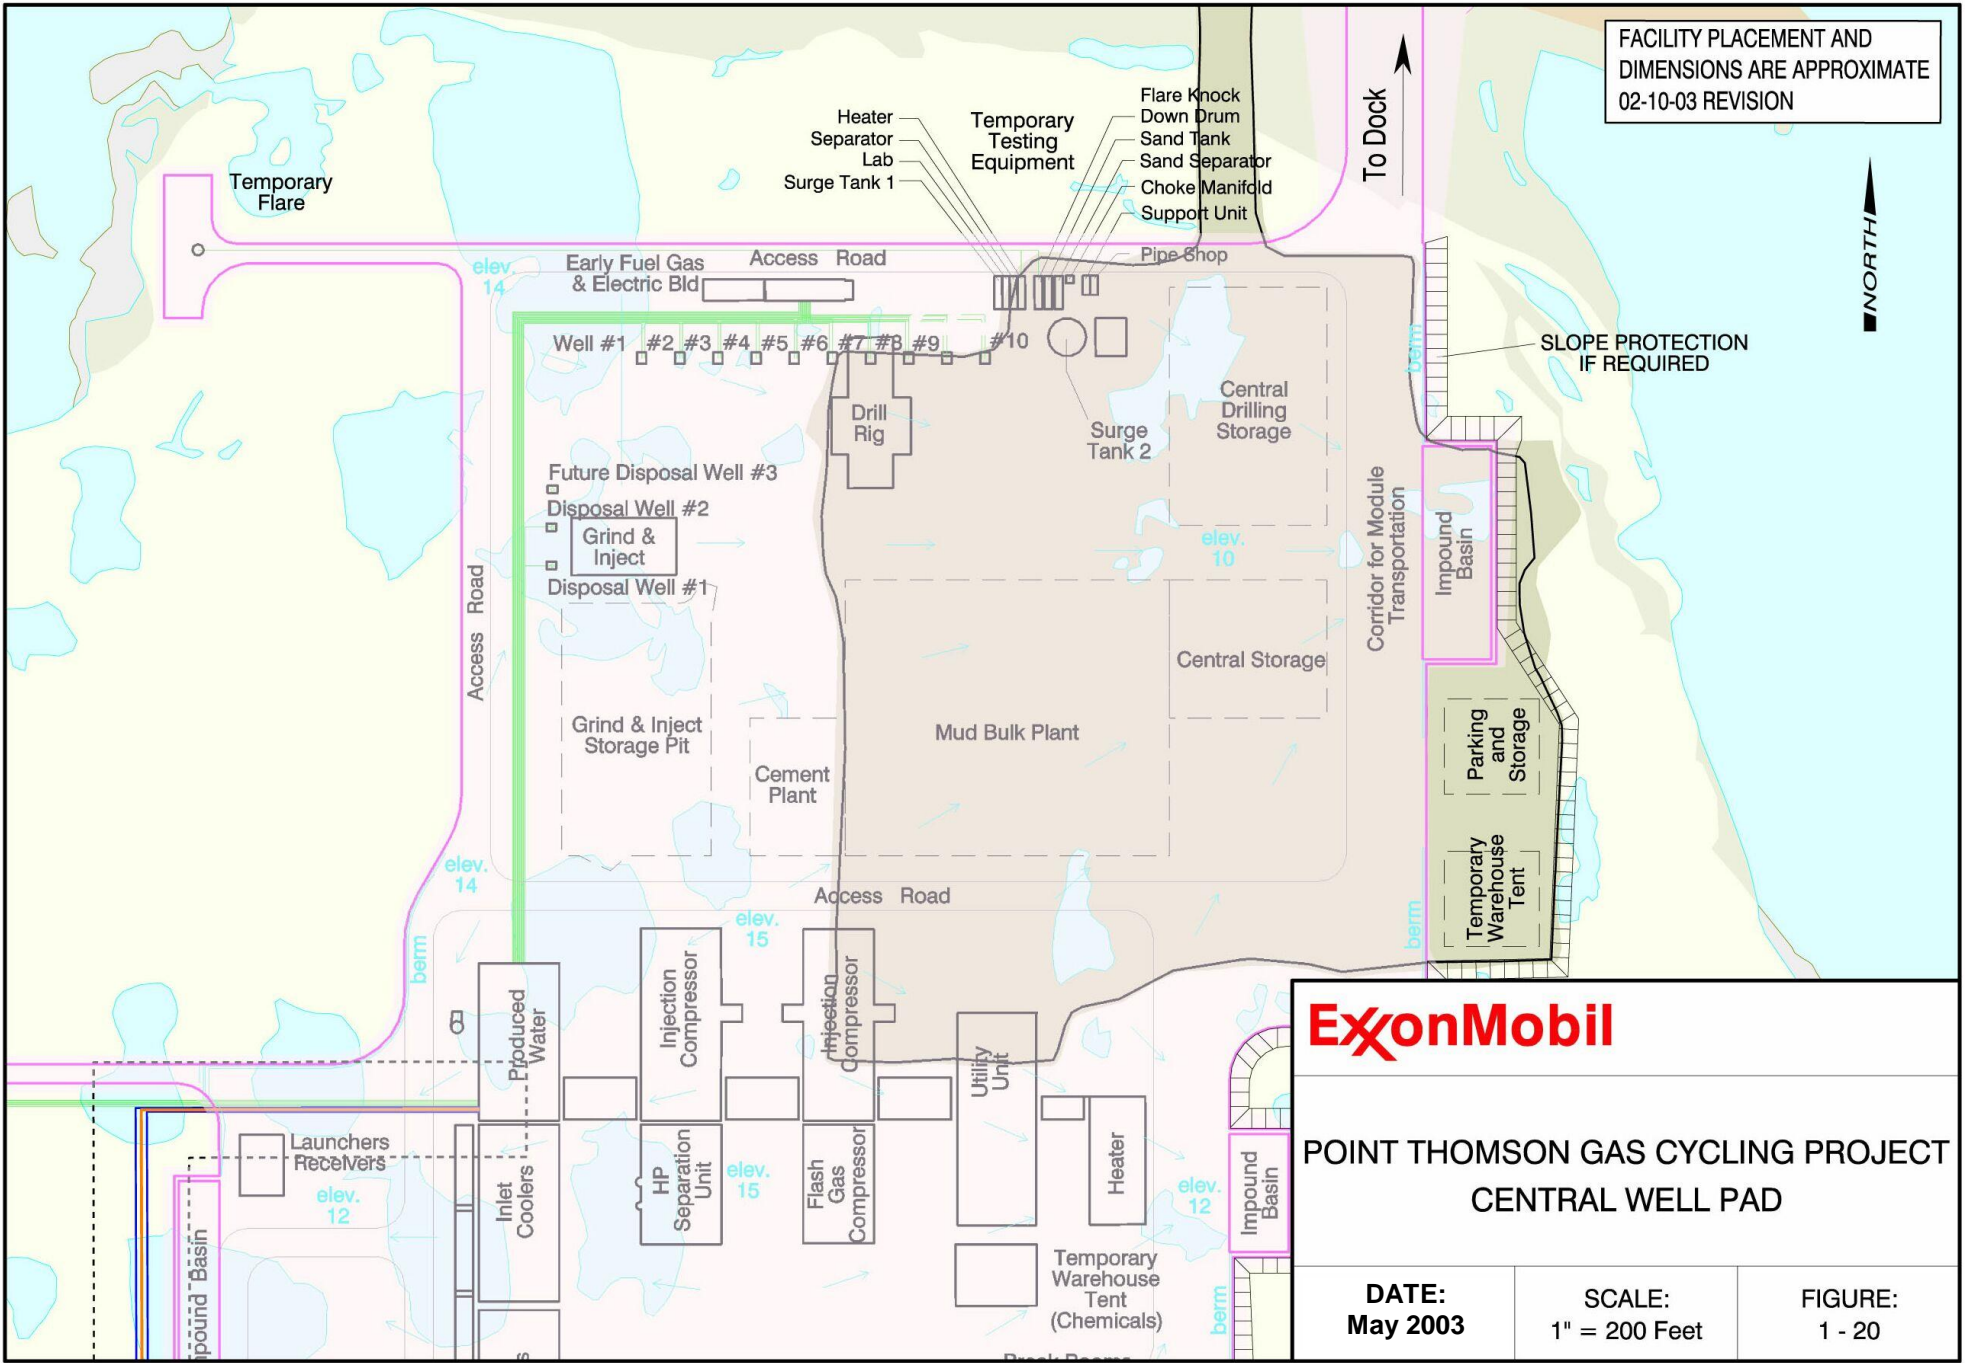 FACILITY PLACEMENT AND
DIMENSIONS ARE APPROXIMATE
02-10-03 REVISION
To Dock
NORTH
Temporary
Flare
Heater
Separator
Lab
Surge Tank 1
Temporary
Testing
Equipment
Flare Knock
Down Drum
Sand Tank
Sand Separator
Choke Manifold
Support Unit
Pipe Shop
Access Road
Early Fuel Gas
& Electric Bld
elev.
14
Well #1 #2 #3 #4 #5 #6 #7 #8 #9 #10
berm
SLOPE PROTECTION
IF REQUIRED
Drill
Rig
Surge
Tank 2
Central
Drilling
Storage
Future Disposal Well #3
Disposal Well #2
Grind &
Inject
Disposal Well #1
elev.
10
Corridor for Module
Transportation
Impound
Basin
Access Road
Grind & Inject
Storage Pit
Cement
Plant
Mud Bulk Plant
Central Storage
Parking
and
Storage
Temporary
Warehouse
Tent
elev.
14
Access Road
elev.
15
berm
berm
Produced
Water
Injection
Compressor
Injection
Compressor
Utility
Unit
Launchers
Receivers
elev.
12
Inlet
Coolers
HP
Separation
Unit
elev.
15
Flash
Gas
Compressor
Heater
elev.
12
Impound
Basin
Temporary
Warehouse
Tent
(Chemicals)
berm
pound Basin
s
ExxonMobil
POINT THOMSON GAS CYCLING PROJECT
CENTRAL WELL PAD
DATE:
May 2003
SCALE:
1" = 200 Feet
FIGURE:
1 - 20